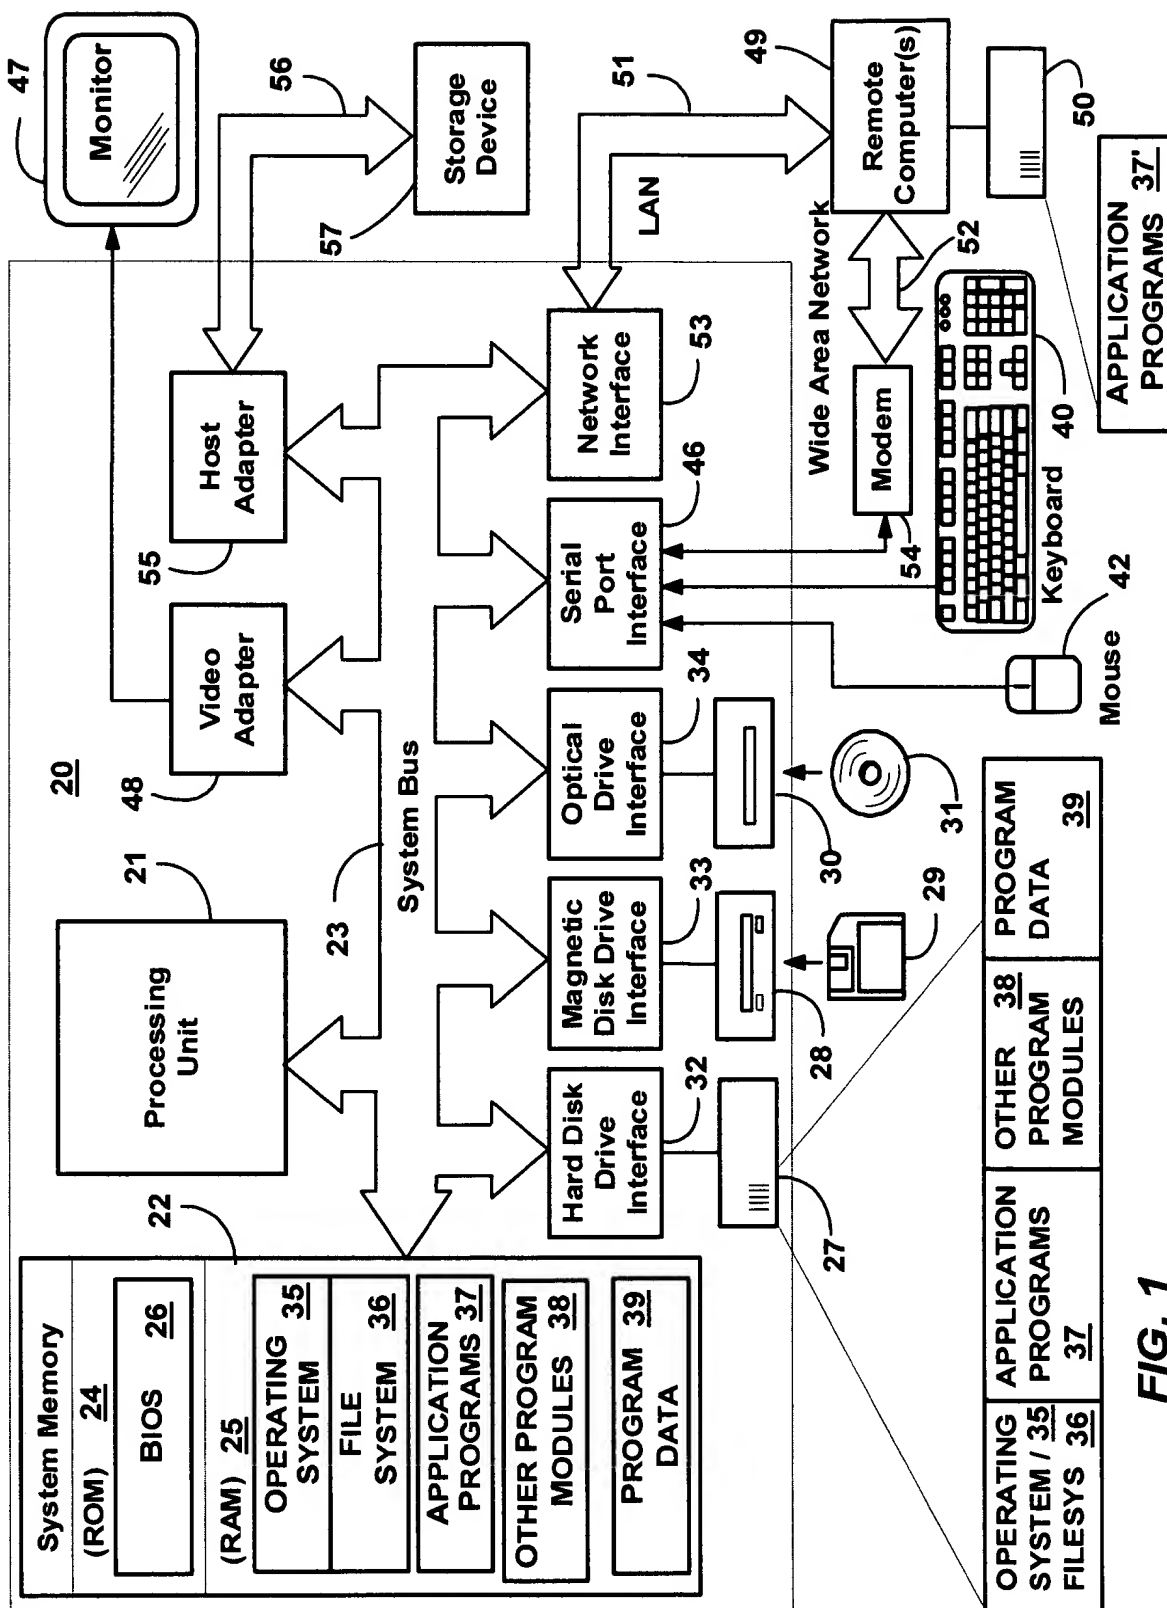 System Memory
(ROM) 24
BIOS 26
(RAM) 25
OPERATING
SYSTEM 35
FILE
SYSTEM 36
APPLICATION
PROGRAMS 37
OTHER PROGRAM
MODULES 38
PROGRAM 39
DATA
22
Processing
Unit
21
20
Video
Adapter
48
Host
Adapter
55
Monitor
47
56
Storage
Device
57
23
System Bus
Hard Disk
Drive
Interface
32
Magnetic
Disk Drive
Interface
33
Optical
Drive
Interface
34
Serial
Port
Interface
46
Network
Interface
53
LAN
51
Wide Area Network
52
Remote
Computer(s)
49
50
Modem
54
27
28
29
30
31
Keyboard
40
Mouse
42
OPERATING
SYSTEM / 35
FILESYS 36
APPLICATION
PROGRAMS
37
OTHER 38
PROGRAM
MODULES
PROGRAM
DATA
39
APPLICATION
PROGRAMS 37'
FIG. 1